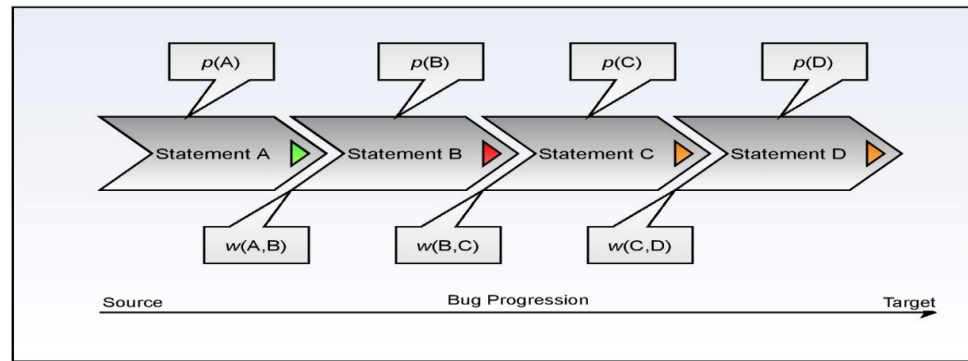 p(A)
p(B)
p(C)
p(D)
Statement A
Statement B
Statement C
Statement D
w(A,B)
w(B,C)
w(C,D)
Source
Bug Progression
Target